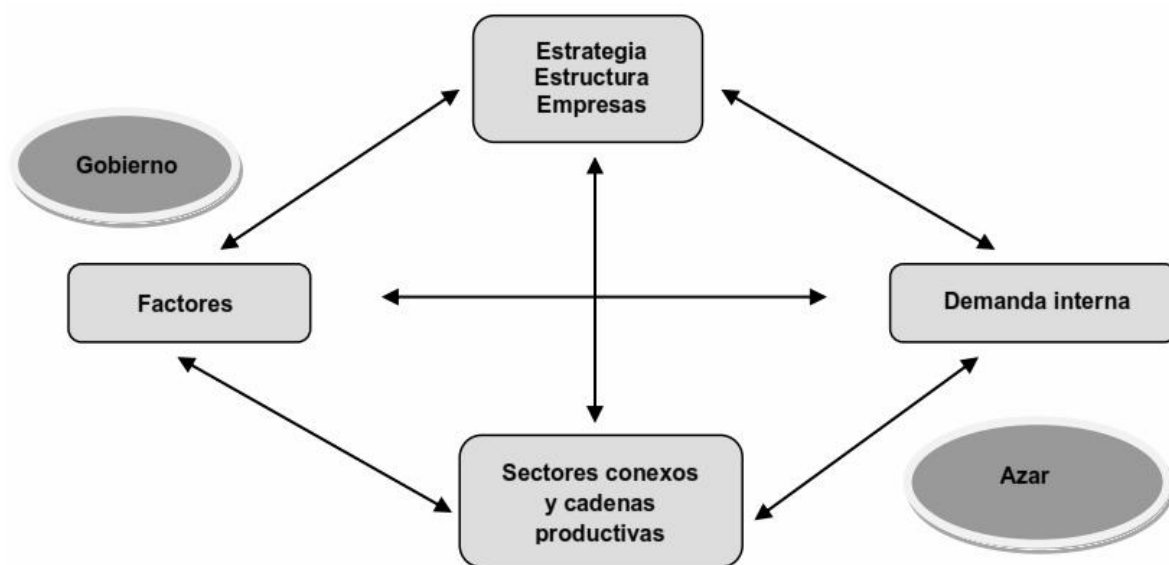 Estrategia
Estructura
Empresas
Gobierno
Factores
Demanda interna
Sectores conexos
y cadenas
productivas
Azar